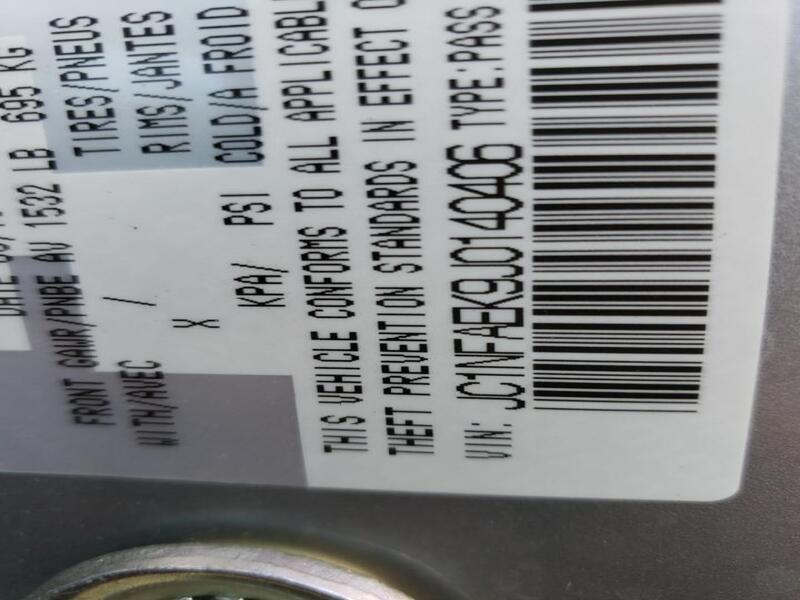 FRONT GAWR/PNBE AV 1532 LB 695 KG
WITH/AVEC / TIRES/PNEUS
X RIMS/JANTES
KPA/ PSI COLD/A FROID
THIS VEHICLE CONFORMS TO ALL APPLICABL
THEFT PREVENTION STANDARDS IN EFFECT O
VIN: JC1NFAEK9J0140406 TYPE:PASS